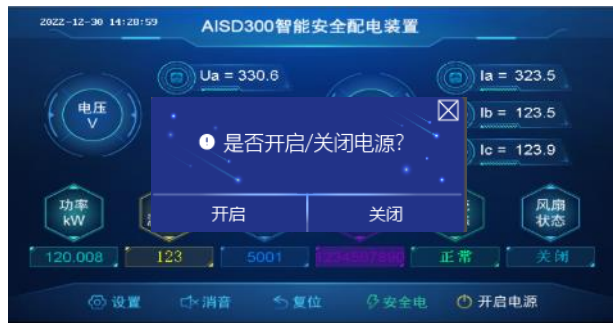 2022-12-30 14:28:59
AISD300智能安全配电装置
Ua = 330.6
Ia = 323.5
电压
V
Ib = 123.5
是否开启/关闭电源?
Ic = 123.9
功率
kW
开启
关闭
风扇
状态
120.008
123
5001
1234567890
正常
关闭
设置
消音
复位
安全电
开启电源